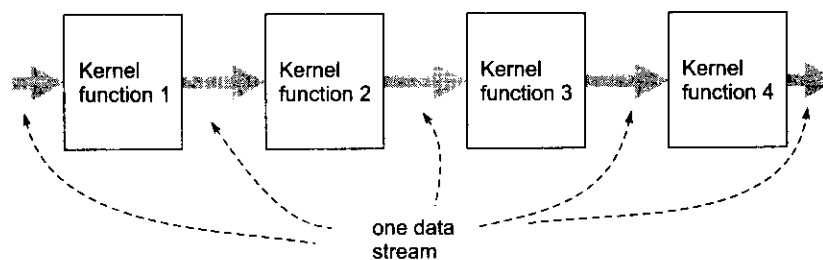 Kernel
function 1
Kernel
function 2
Kernel
function 3
Kernel
function 4
one data
stream